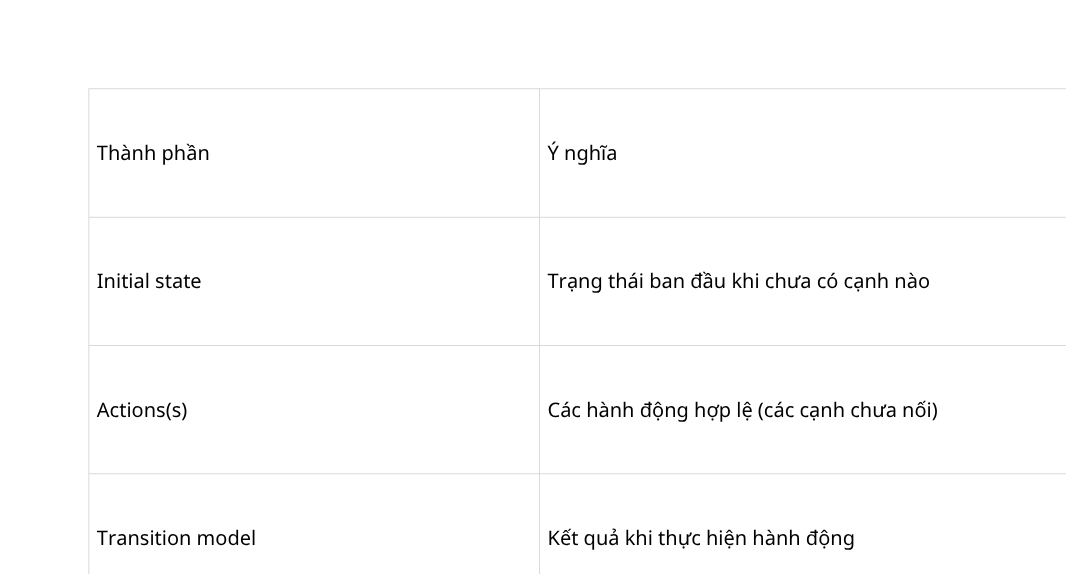 Thành phần
Ý nghĩa
Initial state
Trạng thái ban đầu khi chưa có cạnh nào
Actions(s)
Các hành động hợp lệ (các cạnh chưa nối)
Transition model
Kết quả khi thực hiện hành động